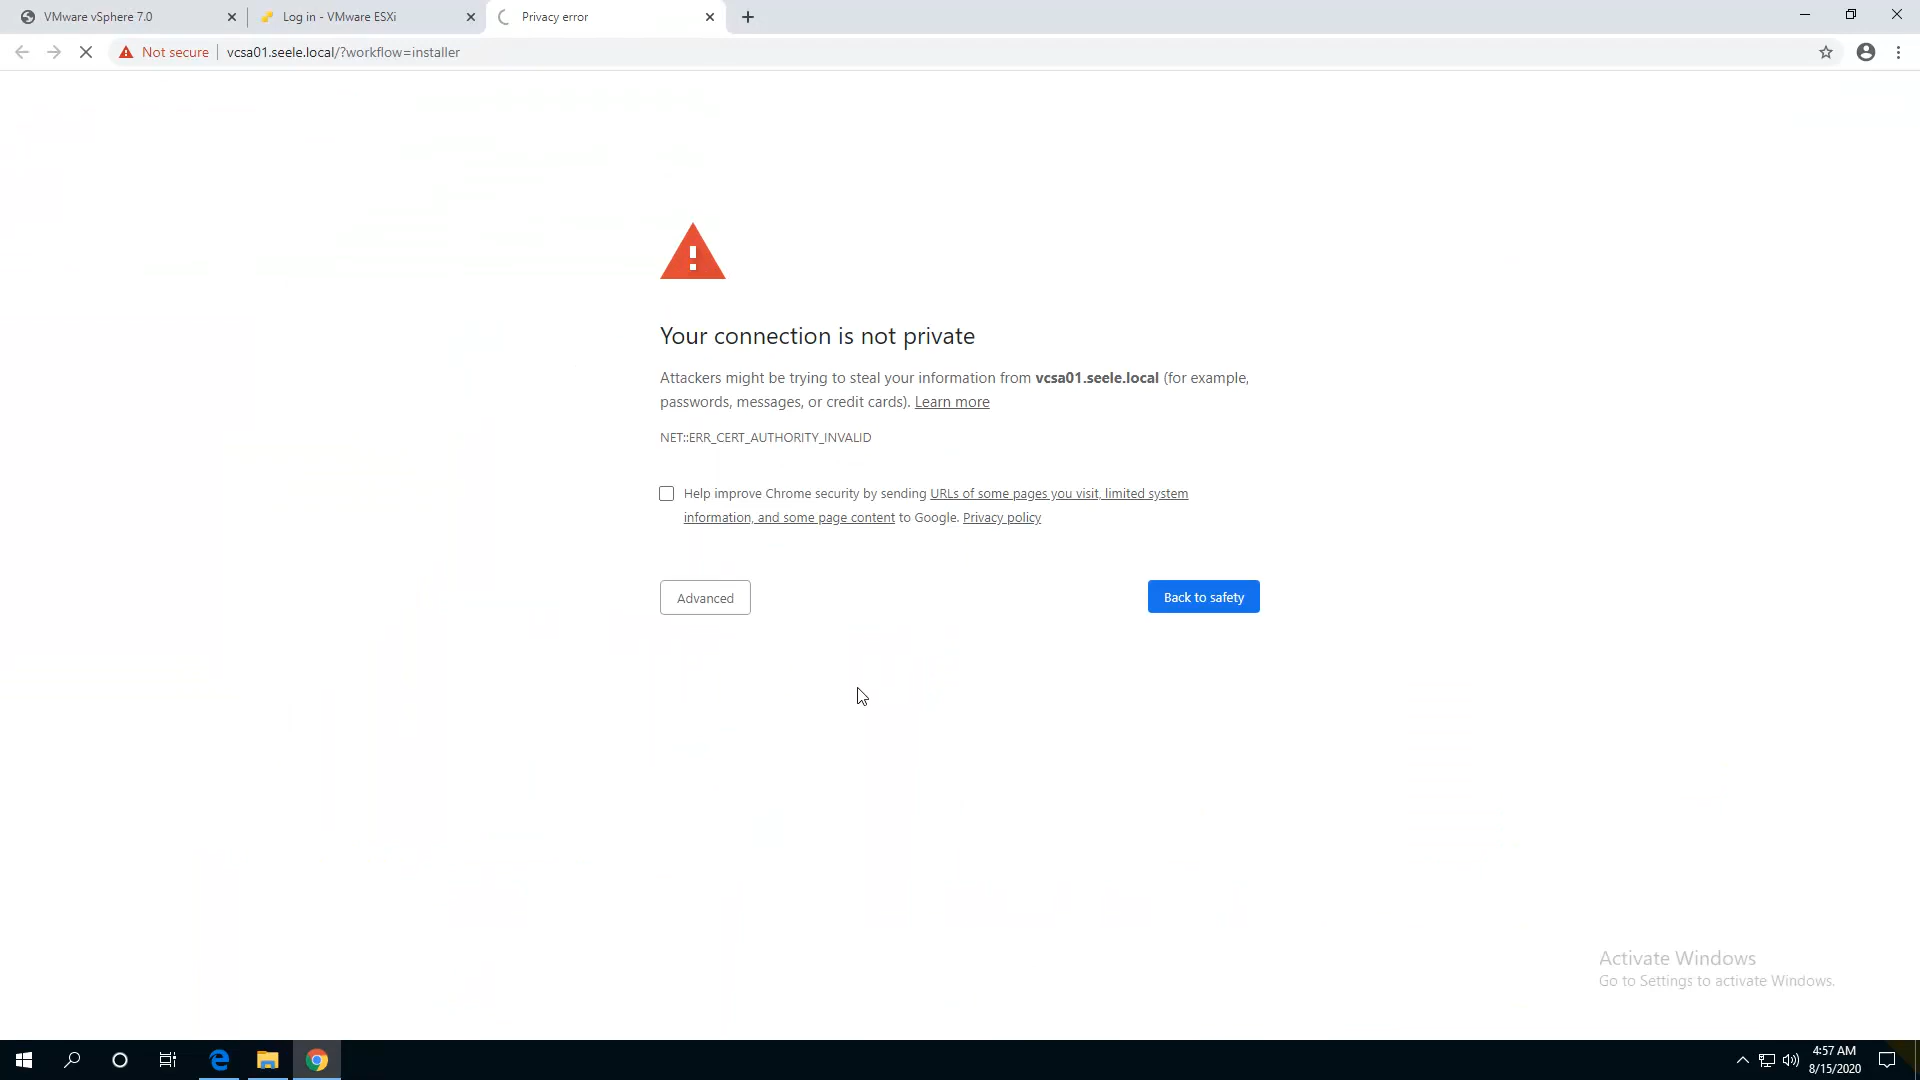 VMware vSphere 7.0
Log in - VMware ESXi
Privacy error
Not secure
vcsa01.seele.local/?workflow=installer
Your connection is not private
Attackers might be trying to steal your information from vcsa01.seele.local (for example,
passwords, messages, or credit cards). Learn more
NET::ERR_CERT_AUTHORITY_INVALID
Help improve Chrome security by sending URLs of some pages you visit, limited system
information, and some page content to Google. Privacy policy
Advanced
Back to safety
Activate Windows
Go to Settings to activate Windows.
4:57 AM
8/15/2020